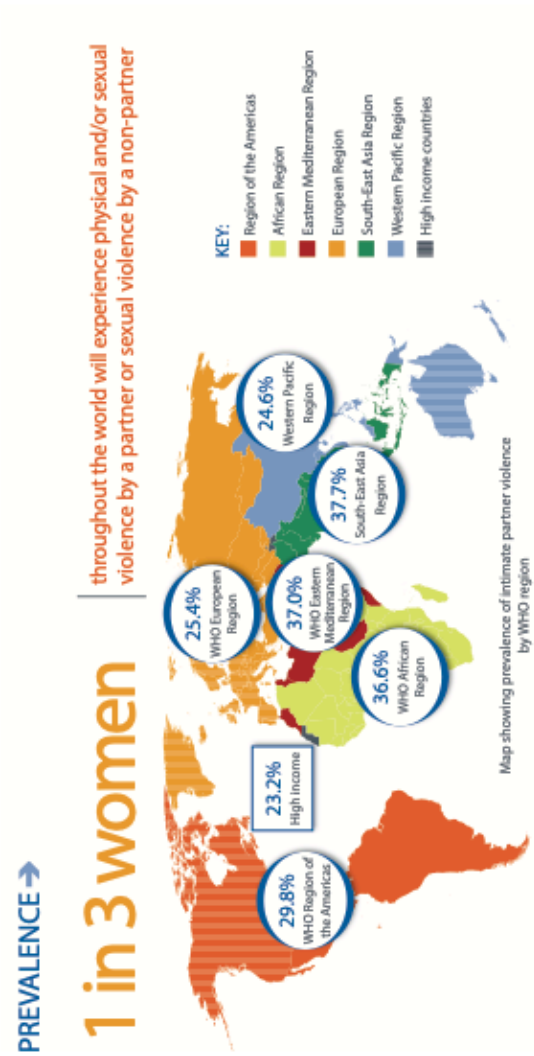 PREVALENCE →
1 in 3 women
throughout the world will experience physical and/or sexual
violence by a partner or sexual violence by a non-partner
KEY:
Region of the Americas
African Region
Eastern Mediterranean Region
European Region
South-East Asia Region
Western Pacific Region
High income countries
29.8%
WHO Region of
the Americas
23.2%
High income
25.4%
WHO European
Region
37.0%
WHO Eastern
Mediterranean
Region
36.6%
WHO African
Region
37.7%
South-East Asia
Region
24.6%
Western Pacific
Region
Map showing prevalence of intimate partner violence
by WHO region